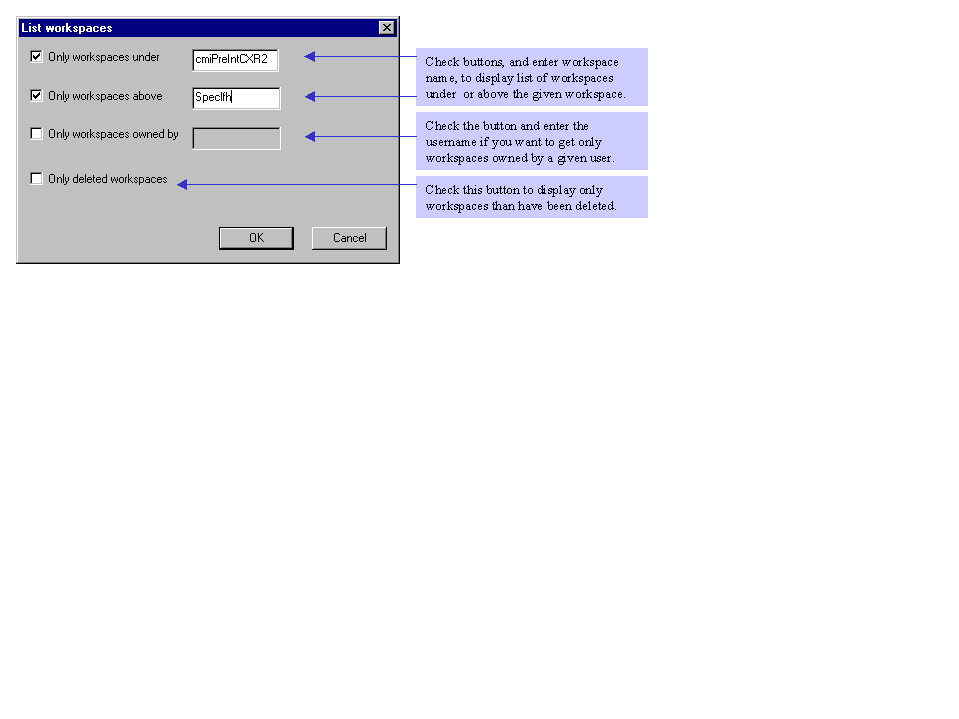 List workspaces
Only workspaces under
cmiPreIntCXR2
Only workspaces above
SpecIfh
Only workspaces owned by
Only deleted workspaces
OK
Cancel
Check buttons, and enter workspace
name, to display list of workspaces
under or above the given workspace.
Check the button and enter the
username if you want to get only
workspaces owned by a given user.
Check this button to display only
workspaces than have been deleted.